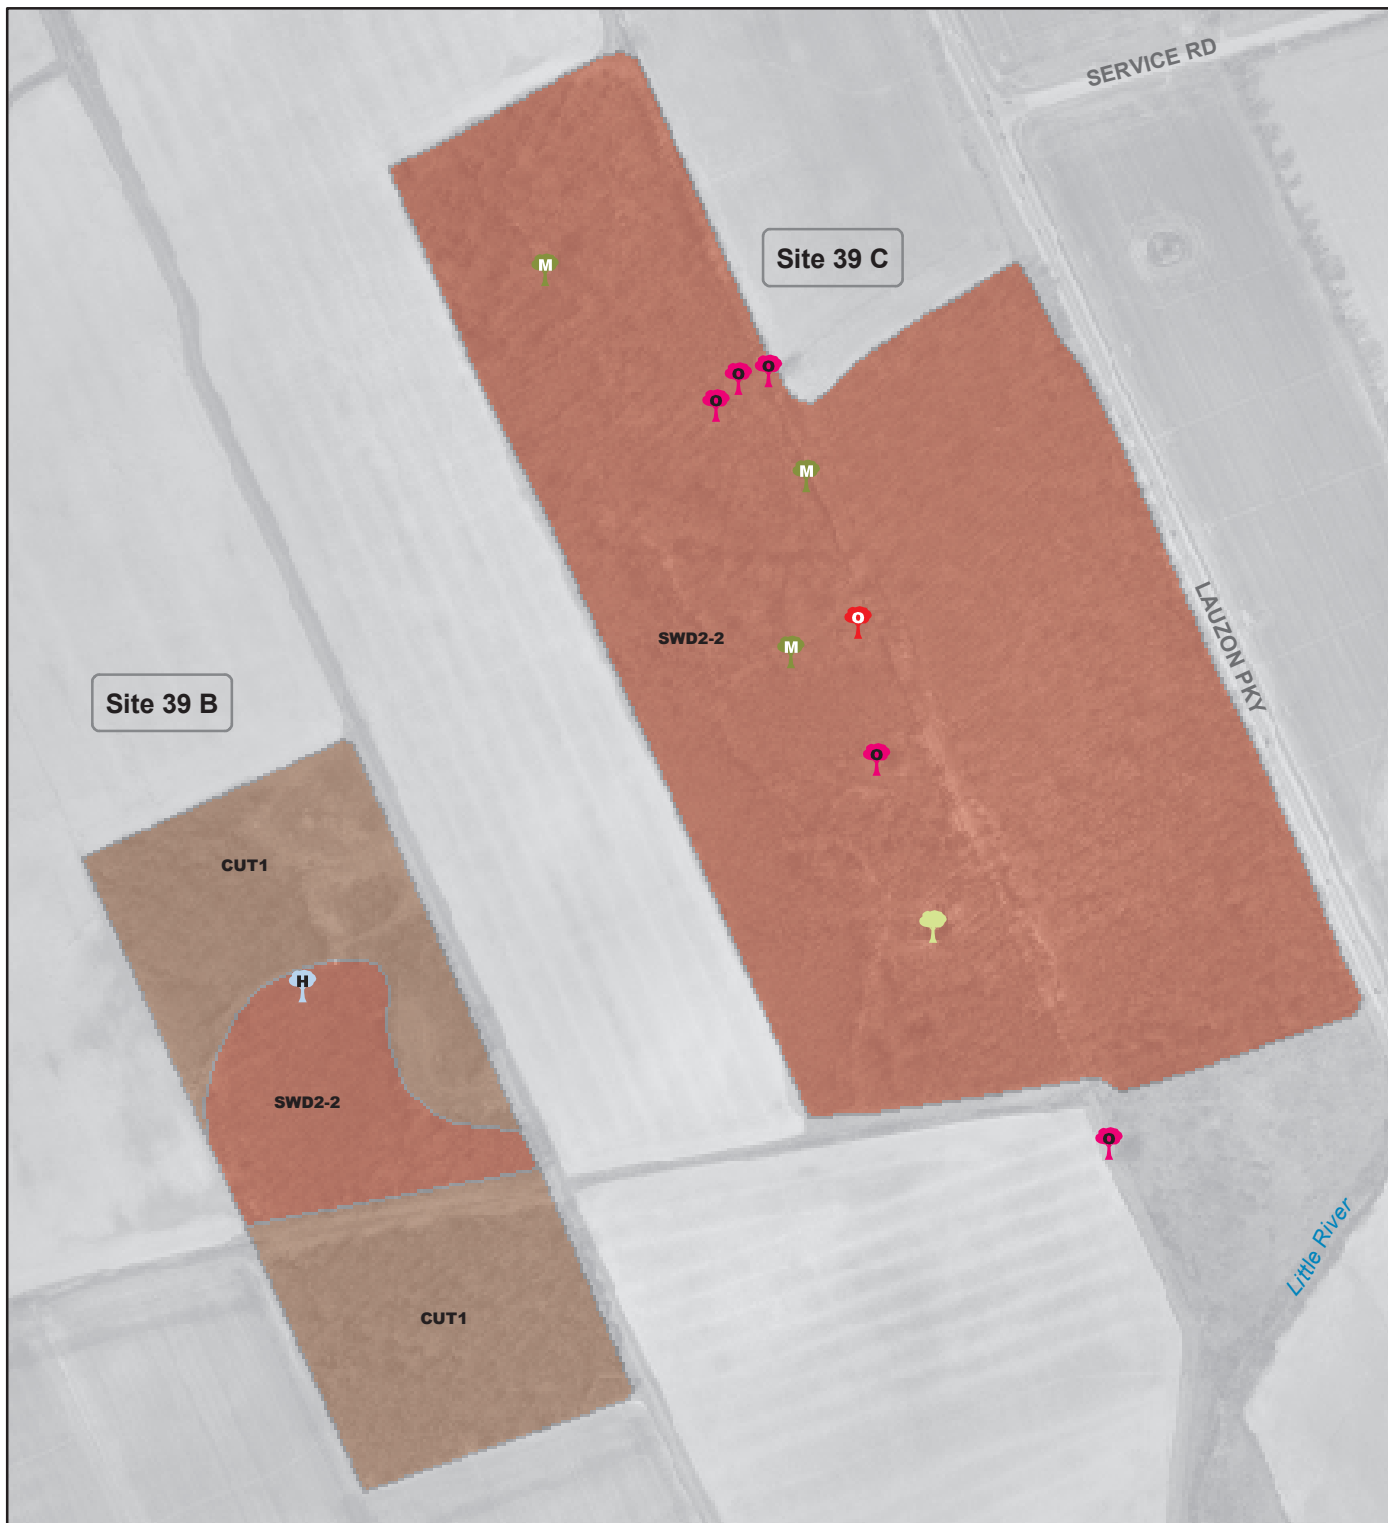 SERVICE RD
Site 39 C
M
O
O
O
M
O
SWD2-2
M
LAUZON PKY
Site 39 B
O
CUT1
H
SWD2-2
O
Little River
CUT1